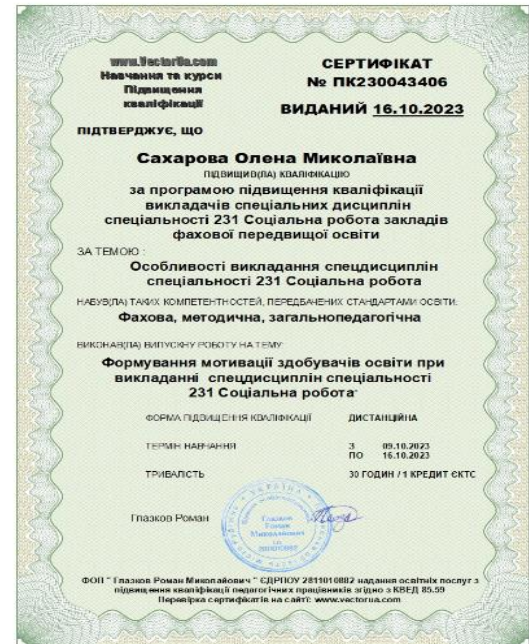 www.VectorUa.com
Навчання та курси
Підвищення
кваліфікації
СЕРТИФІКАТ
№ ПК230043406
ВИДАНИЙ 16.10.2023
ПІДТВЕРДЖУЄ, ЩО
Сахарова Олена Миколаївна
ПІДВИЩИВ(ЛА) КВАЛІФІКАЦІЮ
за програмою підвищення кваліфікації
викладачів спеціальних дисциплін
спеціальності 231 Соціальна робота закладів
фахової передвищої освіти
ЗА ТЕМОЮ :
Особливості викладання спецдисциплін
спеціальності 231 Соціальна робота
НАБУВ(ЛА) ТАКИХ КОМПЕТЕНТНОСТЕЙ, ПЕРЕДБАЧЕНИХ СТАНДАРТАМИ ОСВІТИ:
Фахова, методична, загальнопедагогічна
ВИКОНАВ(ЛА) ВИПУСКНУ РОБОТУ НА ТЕМУ:
Формування мотивації здобувачів освіти при
викладанні спецдисциплін спеціальності
231 Соціальна робота
ФОРМА ПІДВИЩЕННЯ КВАЛІФІКАЦІЇ ДИСТАНЦІЙНА
ТЕРМІН НАВЧАННЯ З 09.10.2023
ПО 16.10.2023
ТРИВАЛІСТЬ 30 ГОДИН / 1 КРЕДИТ ЄКТС
Глазков Роман
УКРАЇНА
Глазков
Роман
Миколайович
ФОП " Глазков Роман Миколайович " ЄДРПОУ 2811010882 надання освітніх послуг з
підвищення кваліфікації педагогічних працівників згідно з КВЕД 85.59
Перевірка сертифікатів на сайті: www.vectorua.com